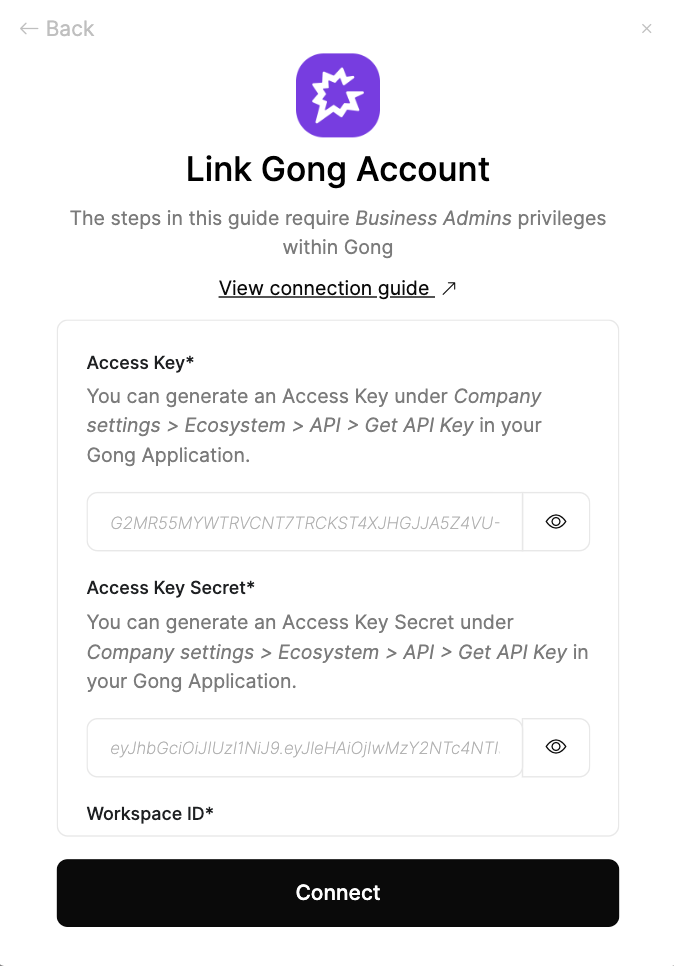 ← Back
×
Link Gong Account
The steps in this guide require Business Admins privileges
within Gong
View connection guide ↗
Access Key*
You can generate an Access Key under Company
settings > Ecosystem > API > Get API Key in your
Gong Application.
G2MR55MYWTRVCNT7TRCKST4XJHGJJA5Z4VU-
Access Key Secret*
You can generate an Access Key Secret under
Company settings > Ecosystem > API > Get API Key in
your Gong Application.
eyJhbGciOiJIUzI1NiJ9.eyJleHAiOjIwMzY2NTc4NTI
Workspace ID*
Connect